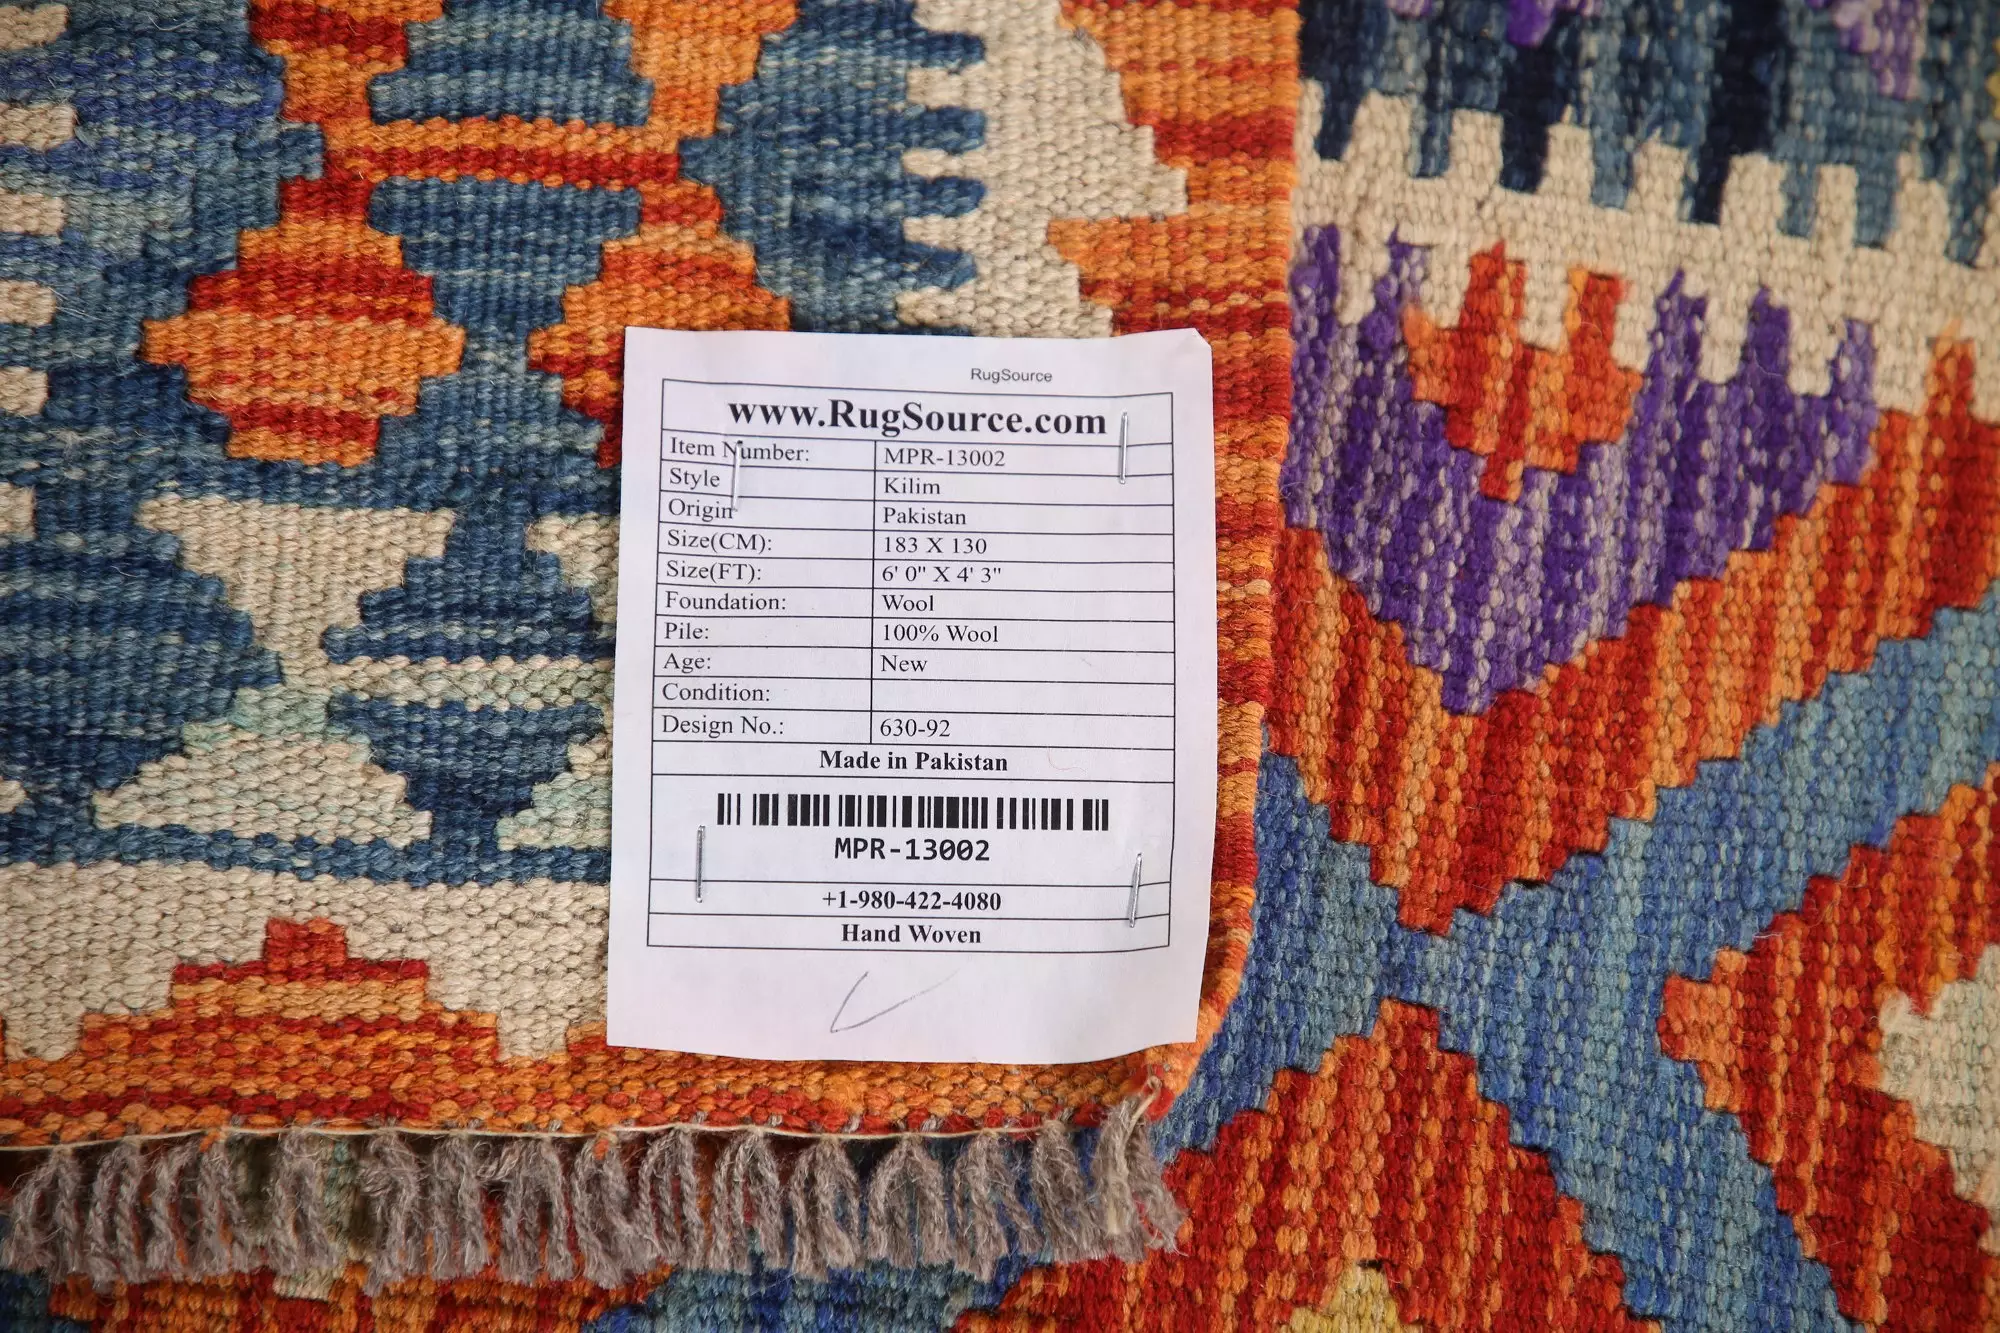 RugSource
www.RugSource.com
Item Number: MPR-13002
Style Kilim
Origin Pakistan
Size(CM): 183 X 130
Size(FT): 6' 0" X 4' 3"
Foundation: Wool
Pile: 100% Wool
Age: New
Condition:
Design No.: 630-92
Made in Pakistan
MPR-13002
+1-980-422-4080
Hand Woven